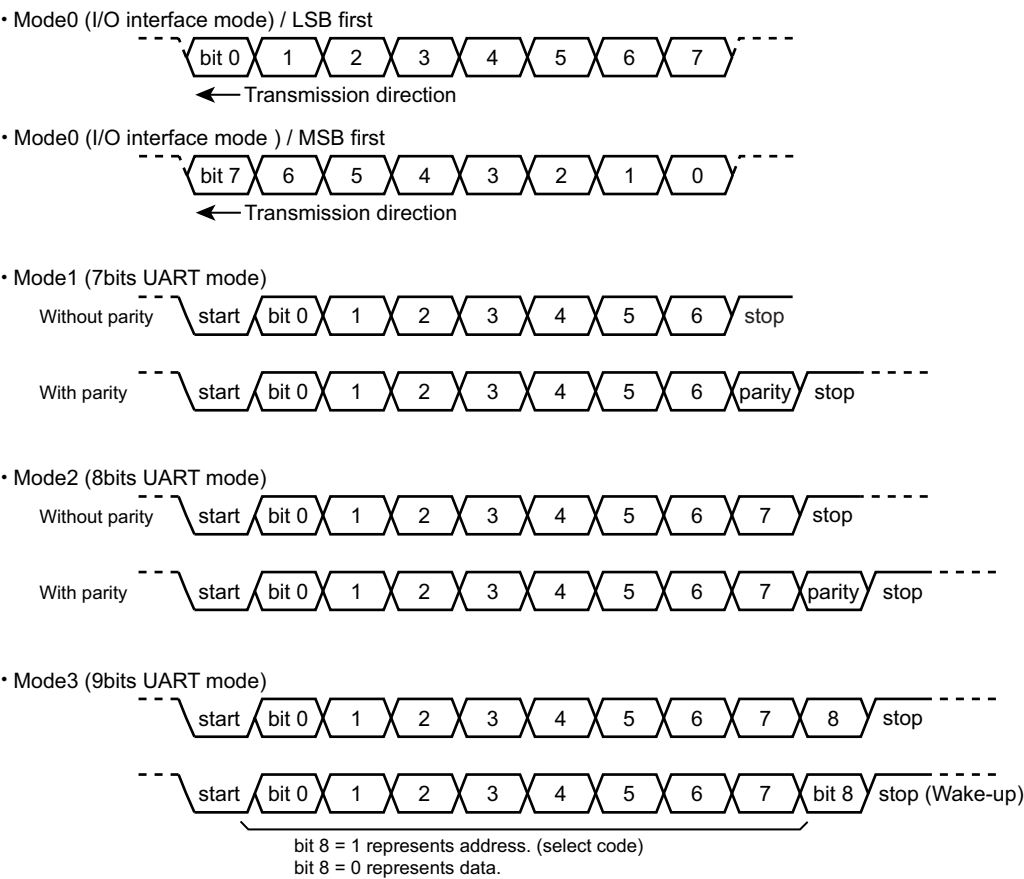 ・Mode0 (I/O interface mode) / LSB first
bit 0 1 2 3 4 5 6 7
Transmission direction
・Mode0 (I/O interface mode ) / MSB first
bit 7 6 5 4 3 2 1 0
Transmission direction
・Mode1 (7bits UART mode)
Without parity start bit 0 1 2 3 4 5 6 stop
With parity start bit 0 1 2 3 4 5 6 parity stop
・Mode2 (8bits UART mode)
Without parity start bit 0 1 2 3 4 5 6 7 stop
With parity start bit 0 1 2 3 4 5 6 7 parity stop
・Mode3 (9bits UART mode)
start bit 0 1 2 3 4 5 6 7 8 stop
start bit 0 1 2 3 4 5 6 7 bit 8 stop (Wake-up)
bit 8 = 1 represents address. (select code)
bit 8 = 0 represents data.